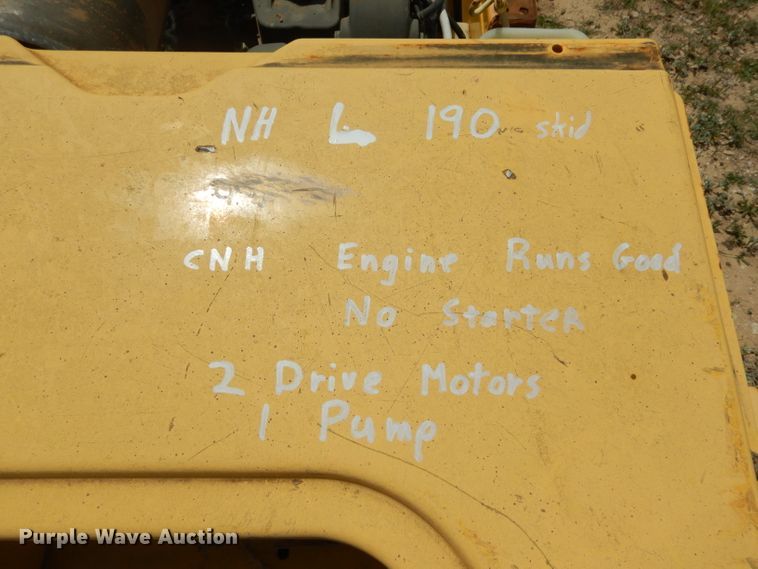 NH L 190 skid
CNH Engine Runs Good
No Starter
2 Drive Motors
1 Pump
Purple Wave Auction